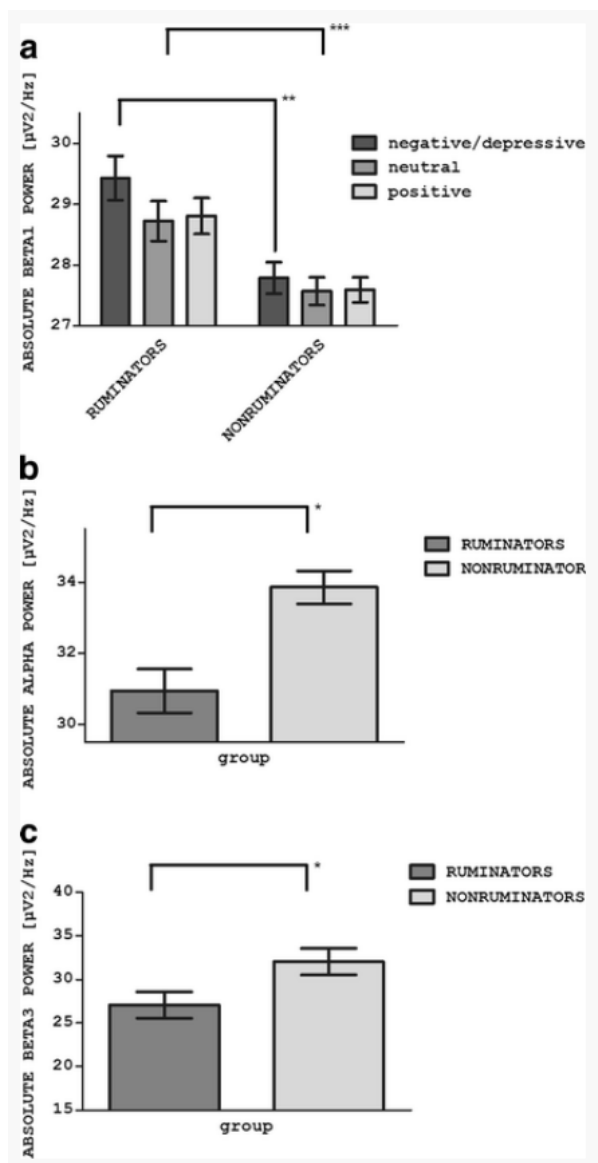 a
***
**
ABSOLUTE BETA1 POWER [µV2/Hz]
30
29
28
27
negative/depressive
neutral
positive
RUMINATORS
NONRUMINATORS
b
*
ABSOLUTE ALPHA POWER [µV2/Hz]
34
32
30
RUMINATORS
NONRUMINATOR
group
c
*
ABSOLUTE BETA3 POWER [µV2/Hz]
40
35
30
25
20
15
RUMINATORS
NONRUMINATORS
group